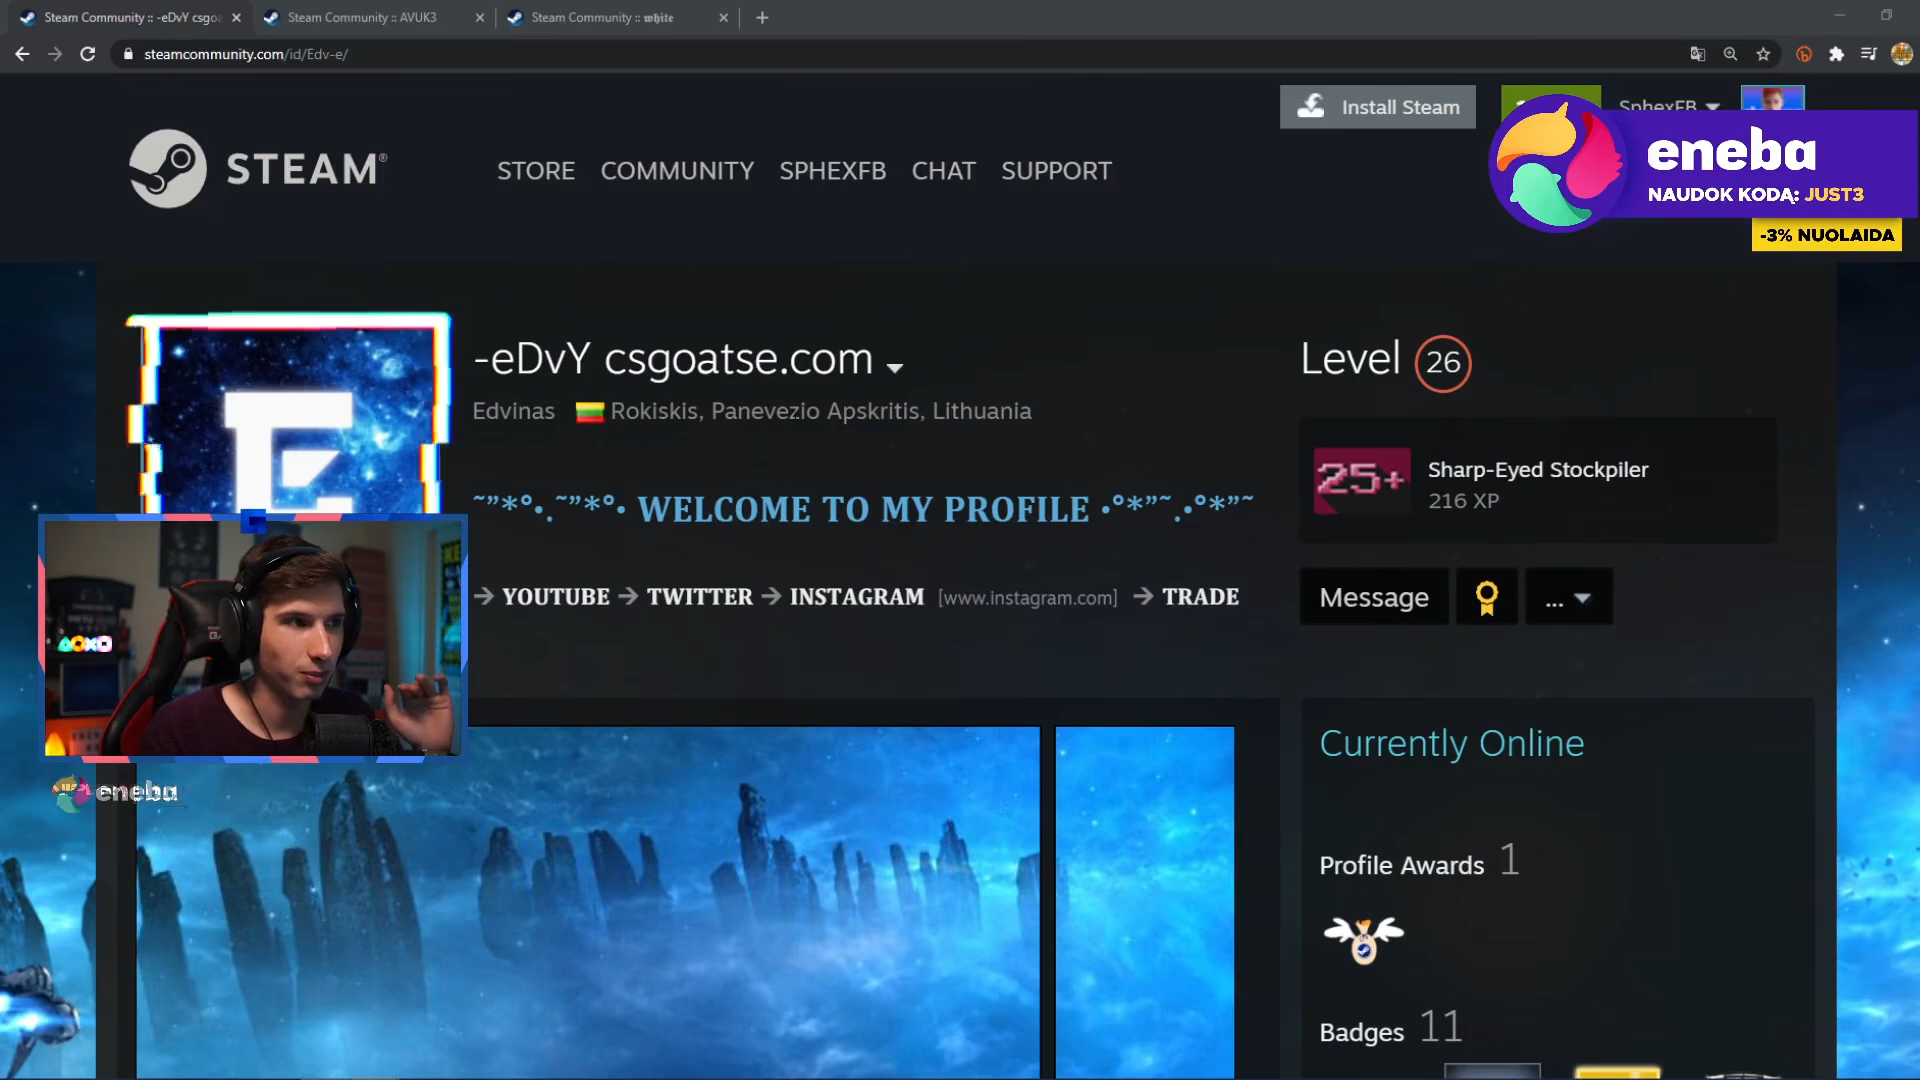 Steam Community :: -eDvY csgoa
Steam Community :: AVUK3
Steam Community :: 𝖜𝖍𝖎𝖙𝖊
steamcommunity.com/id/Edv-e/
Install Steam
SphexFB
STEAM®
STORE COMMUNITY SPHEXFB CHAT SUPPORT
eneba
NAUDOK KODĄ: JUST3
-3% NUOLAIDA
-eDvY csgoatse.com
Level 26
Edvinas Rokiskis, Panevezio Apskritis, Lithuania
25+
Sharp-Eyed Stockpiler
216 XP
˜”*°•.˜”*°• WELCOME TO MY PROFILE •°*”˜.•°*”˜
→ YOUTUBE → TWITTER → INSTAGRAM [www.instagram.com] → TRADE
Message
...
Currently Online
eneba
Profile Awards 1
Badges 11